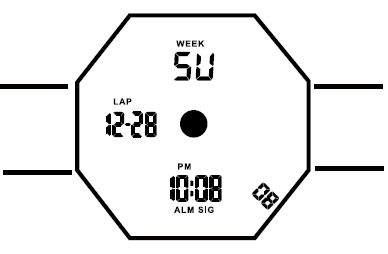 WEEK
SU
LAP
12-28
PM
10:08
08
ALM SIG